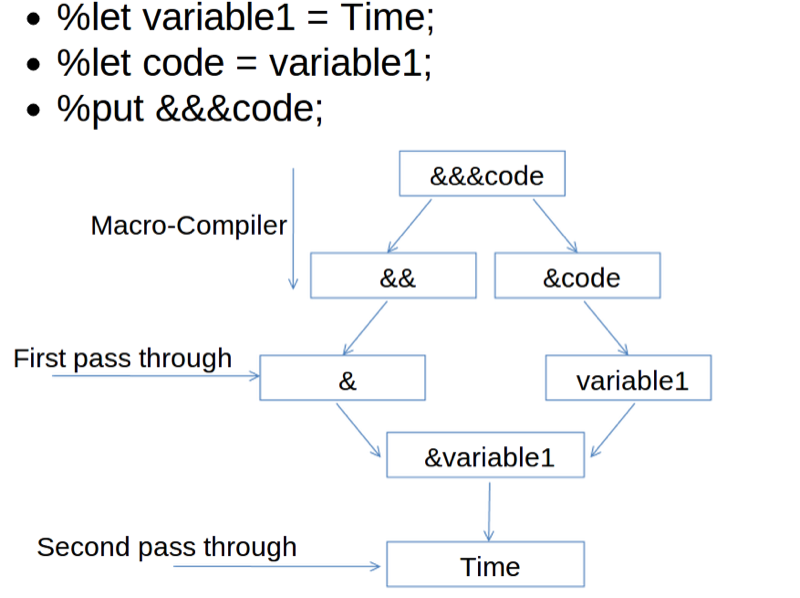 • %let variable1 = Time;
• %let code = variable1;
• %put &&&code;
&&&code
Macro-Compiler
&& &code
First pass through
& variable1
&variable1
Second pass through
Time